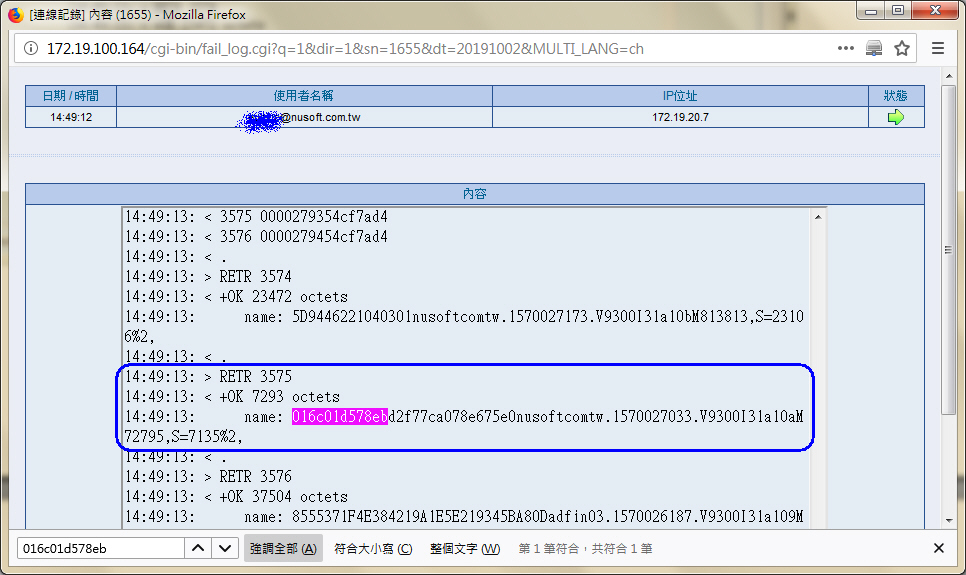 [連線記錄] 內容 (1655) - Mozilla Firefox
172.19.100.164/cgi-bin/fail_log.cgi?q=1&dir=1&sn=1655&dt=20191002&MULTI_LANG=ch
日期 / 時間 使用者名稱 IP位址 狀態
14:49:12 @nusoft.com.tw 172.19.20.7
內容
14:49:13: < 3575 0000279354cf7ad4
14:49:13: < 3576 0000279454cf7ad4
14:49:13: < .
14:49:13: > RETR 3574
14:49:13: < +OK 23472 octets
14:49:13: name: 5D9446221040301nusoftcomtw.1570027173.V9300I31a10bM813813,S=2310
6%2,
14:49:13: < .
14:49:13: > RETR 3575
14:49:13: < +OK 7293 octets
14:49:13: name: 016c01d578ebd2f77ca078e675e0nusoftcomtw.1570027033.V9300I31a10aM
72795,S=7135%2,
14:49:13: < .
14:49:13: > RETR 3576
14:49:13: < +OK 37504 octets
14:49:13: name: 8555371F4E384219A1E5E219345BA80Dadfin03.1570026187.V9300I31a109M
016c01d578eb 強調全部 (A) 符合大小寫 (C) 整個文字 (W) 第 1 筆符合，共符合 1 筆